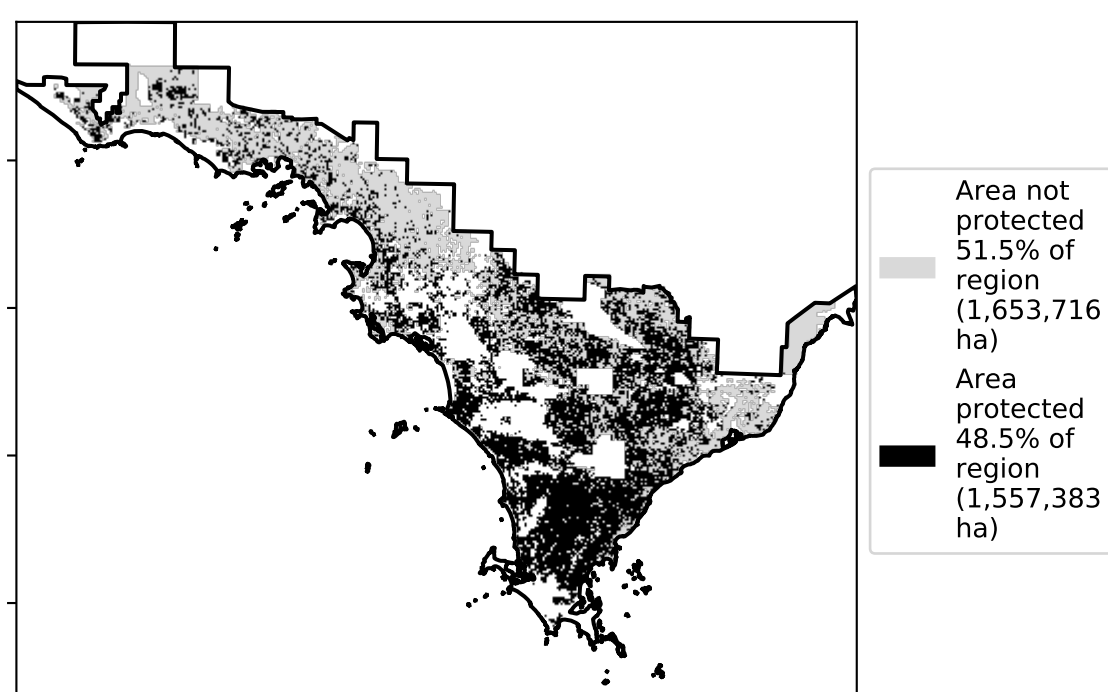 Area not
protected
51.5% of
region
(1,653,716
ha)
Area
protected
48.5% of
region
(1,557,383
ha)